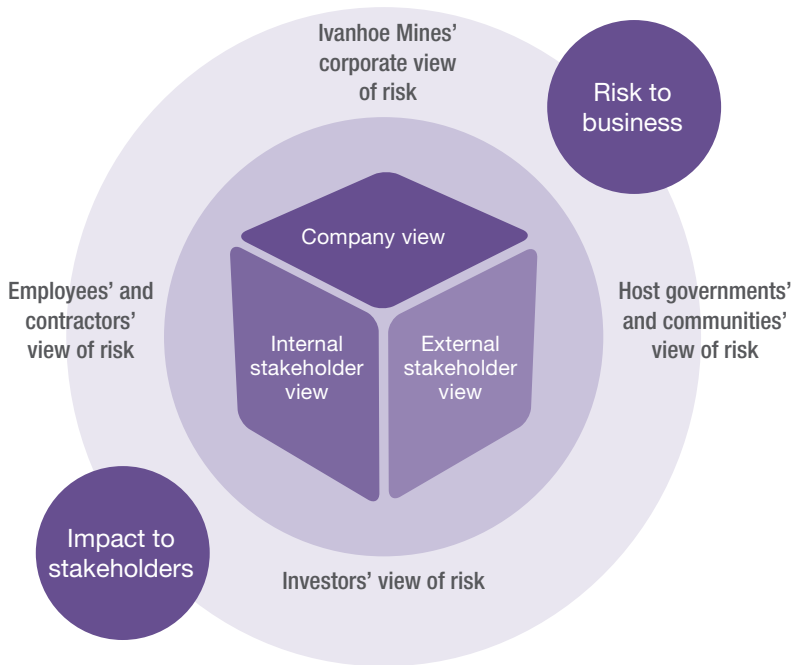 Ivanhoe Mines’
corporate view
of risk
Risk to
business
Company view
Employees’ and
contractors’
view of risk
Internal
stakeholder
view
External
stakeholder
view
Host governments’
and communities’
view of risk
Impact to
stakeholders
Investors’ view of risk